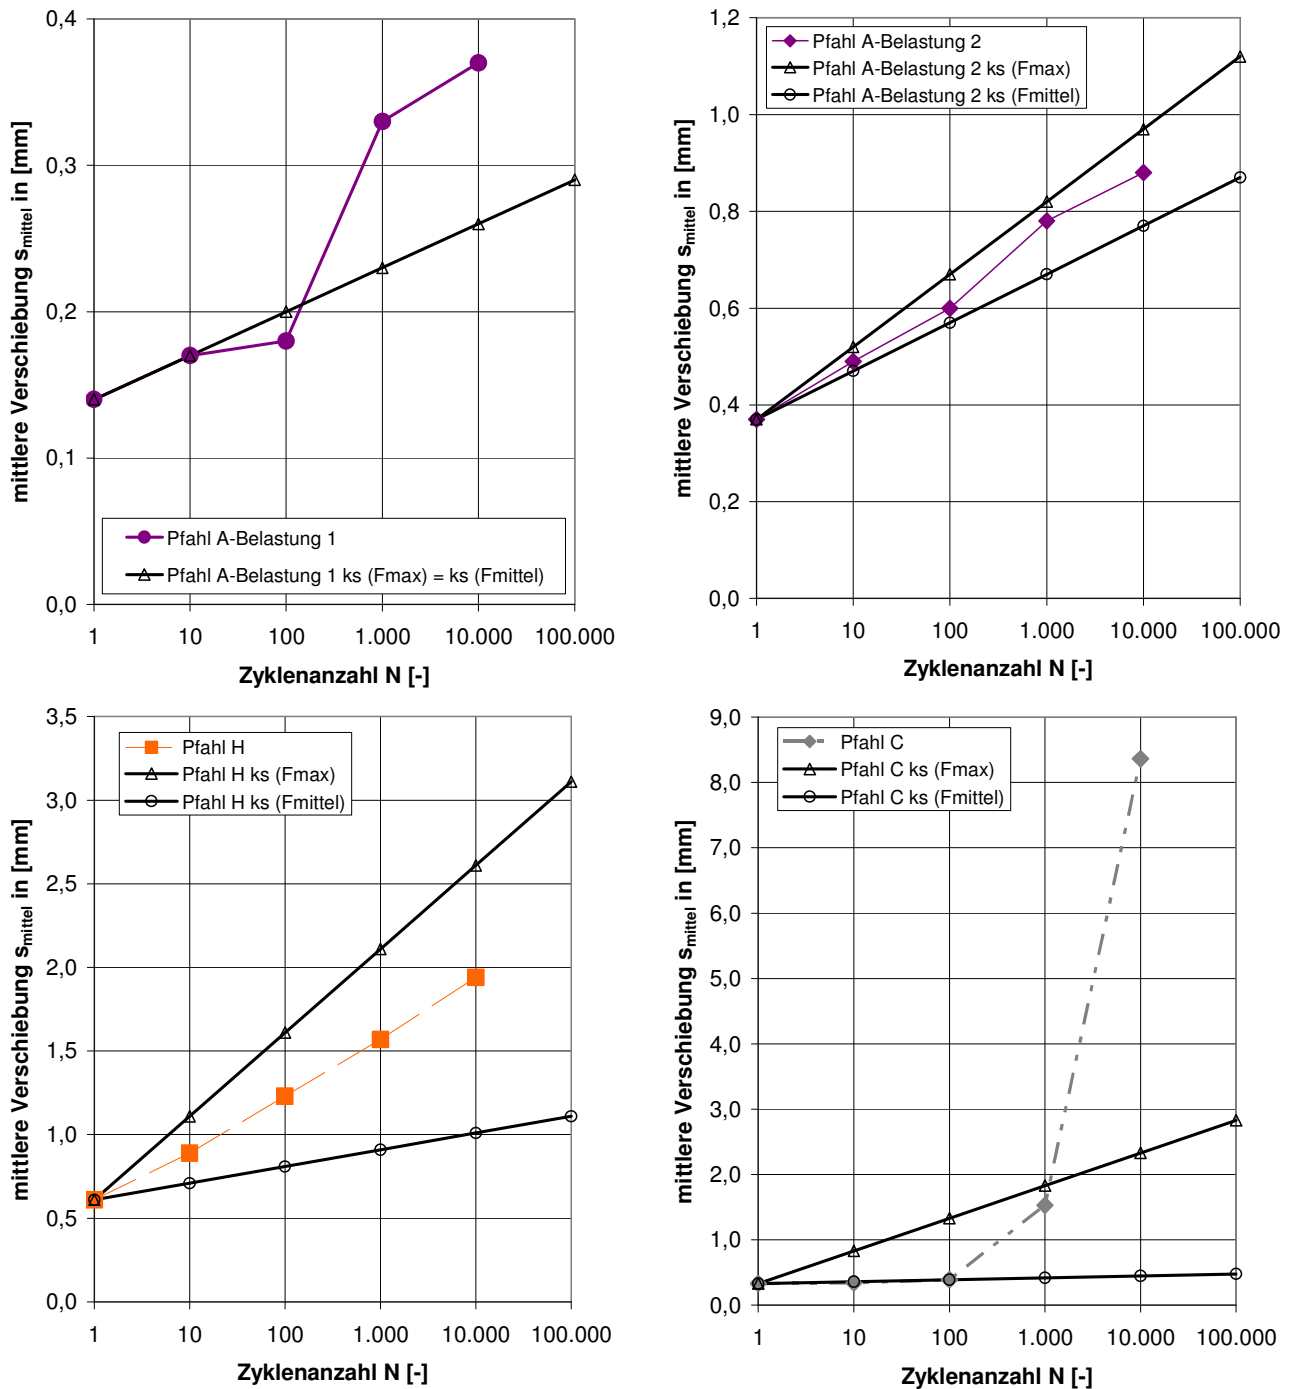 0,4
0,3
0,2
0,1
0,0
mittlere Verschiebung smittel in [mm]
Pfahl A-Belastung 1
Pfahl A-Belastung 1 ks (Fmax) = ks (Fmittel)
1 10 100 1.000 10.000 100.000
Zyklenanzahl N [-]
1,2
1,0
0,8
0,6
0,4
0,2
0,0
mittlere Verschiebung smittel in [mm]
Pfahl A-Belastung 2
Pfahl A-Belastung 2 ks (Fmax)
Pfahl A-Belastung 2 ks (Fmittel)
1 10 100 1.000 10.000 100.000
Zyklenanzahl N [-]
3,5
3,0
2,5
2,0
1,5
1,0
0,5
0,0
mittlere Verschiebung smittel in [mm]
Pfahl H
Pfahl H ks (Fmax)
Pfahl H ks (Fmittel)
1 10 100 1.000 10.000 100.000
Zyklenanzahl N [-]
9,0
8,0
7,0
6,0
5,0
4,0
3,0
2,0
1,0
0,0
mittlere Verschiebung smittel in [mm]
Pfahl C
Pfahl C ks (Fmax)
Pfahl C ks (Fmittel)
1 10 100 1.000 10.000 100.000
Zyklenanzahl N [-]